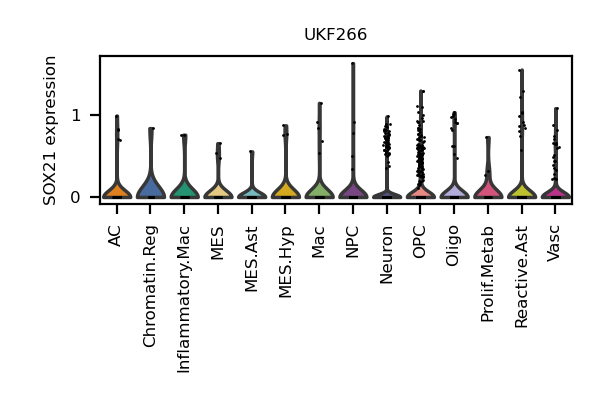 UKF266
SOX21 expression
1
0
AC
Chromatin.Reg
Inflammatory.Mac
MES
MES.Ast
MES.Hyp
Mac
NPC
Neuron
OPC
Oligo
Prolif.Metab
Reactive.Ast
Vasc